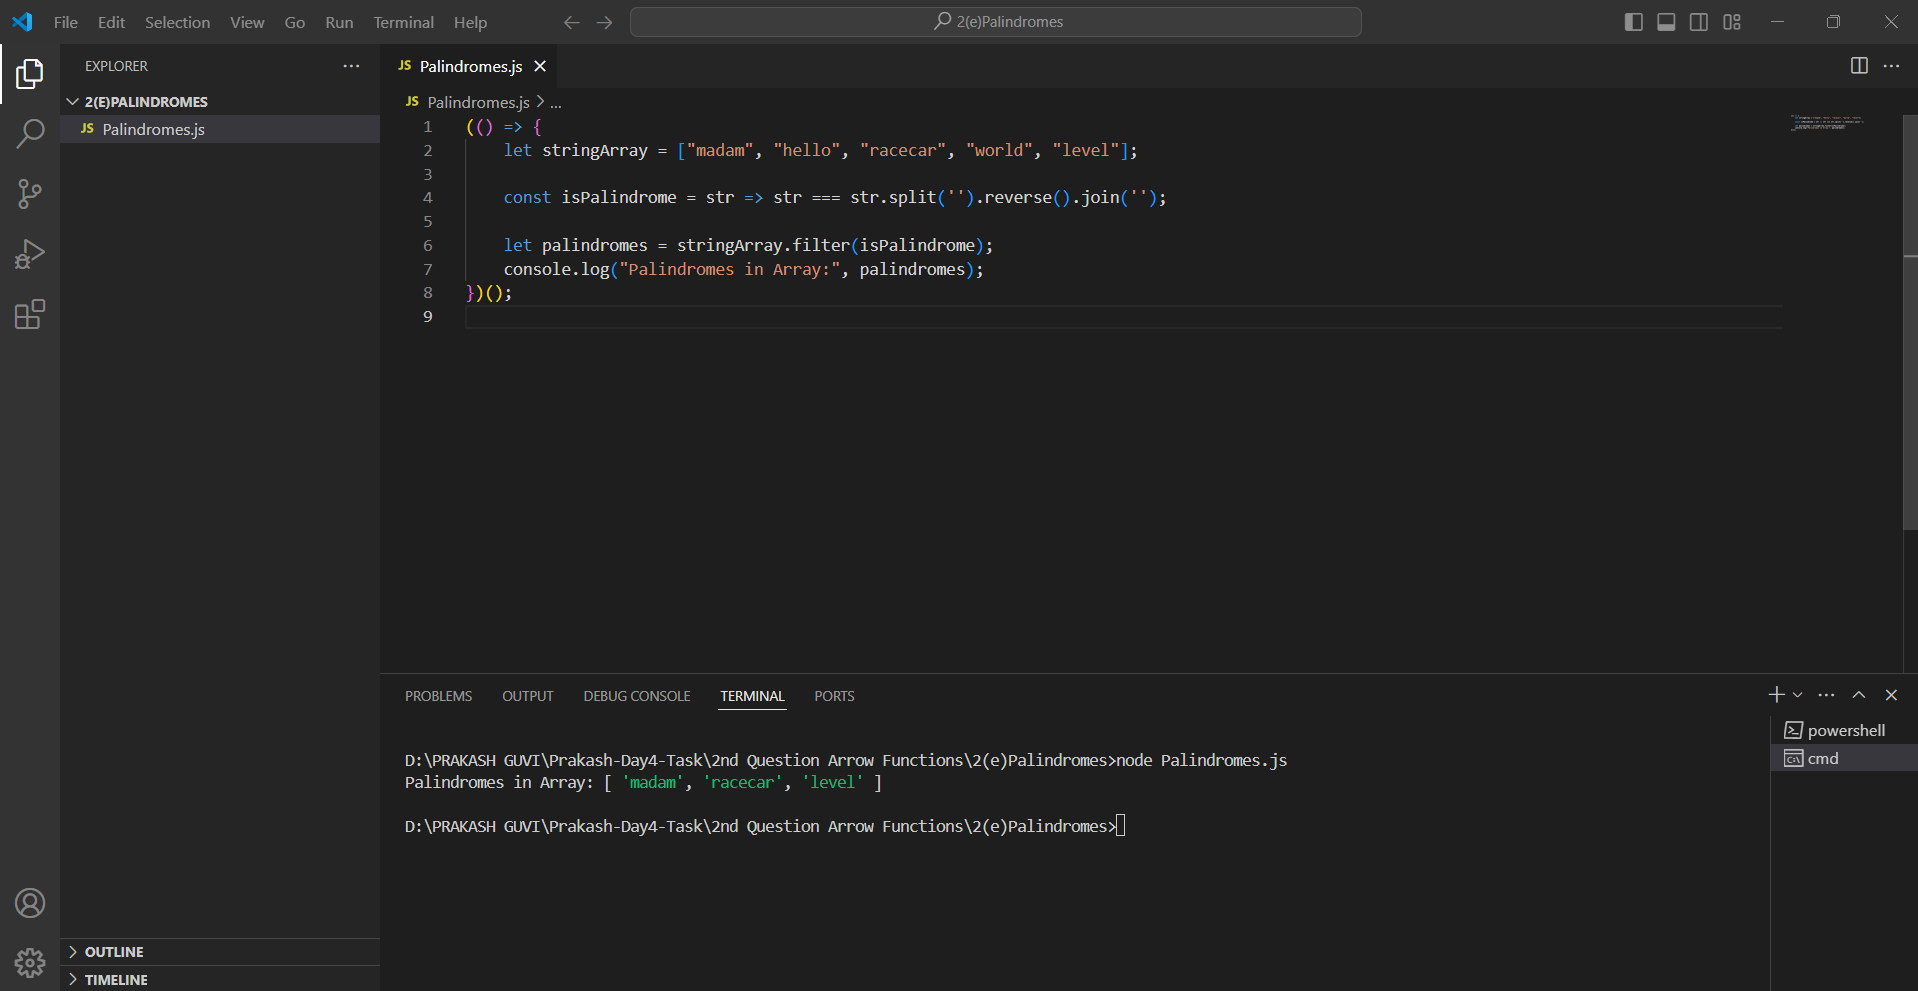 File Edit Selection View Go Run Terminal Help
2(e)Palindromes
EXPLORER
2(E)PALINDROMES
JS Palindromes.js
OUTLINE
TIMELINE
JS Palindromes.js
JS Palindromes.js > ...
1 (() => {
2 let stringArray = ["madam", "hello", "racecar", "world", "level"];
3
4 const isPalindrome = str => str === str.split('').reverse().join('');
5
6 let palindromes = stringArray.filter(isPalindrome);
7 console.log("Palindromes in Array:", palindromes);
8 })();
9
PROBLEMS OUTPUT DEBUG CONSOLE TERMINAL PORTS
D:\PRAKASH GUVI\Prakash-Day4-Task\2nd Question Arrow Functions\2(e)Palindromes>node Palindromes.js
Palindromes in Array: [ 'madam', 'racecar', 'level' ]
D:\PRAKASH GUVI\Prakash-Day4-Task\2nd Question Arrow Functions\2(e)Palindromes>
powershell
cmd